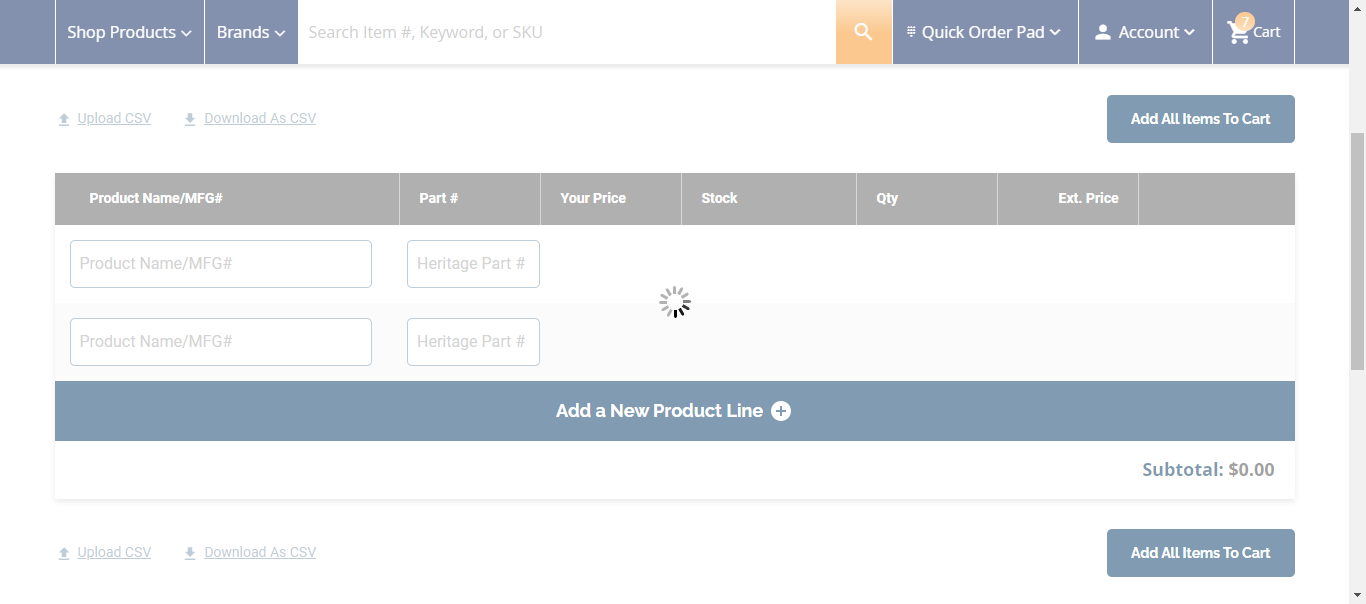 Shop Products Brands Search Item #, Keyword, or SKU Quick Order Pad Account 7 Cart
Upload CSV Download As CSV Add All Items To Cart
Product Name/MFG# Part # Your Price Stock Qty Ext. Price
Product Name/MFG# Heritage Part #
Product Name/MFG# Heritage Part #
Add a New Product Line
Subtotal: $0.00
Upload CSV Download As CSV Add All Items To Cart